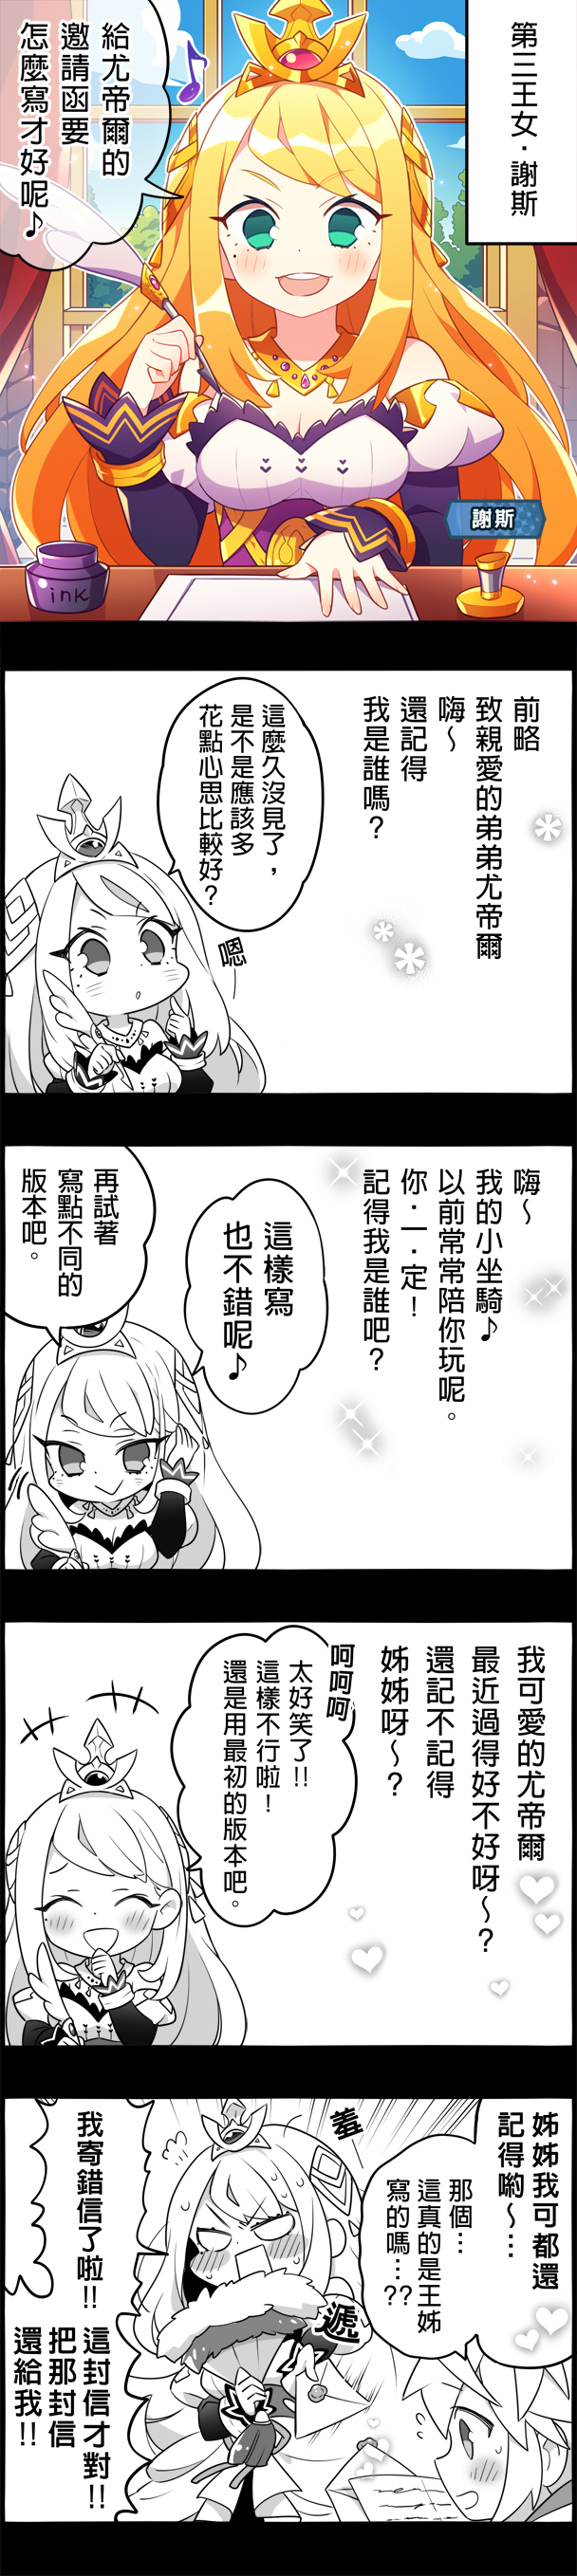 第三王女·謝斯
給尤帝爾的
邀請函要
怎麼寫才好呢♪
謝斯
ink
前略
致親愛的弟弟尤帝爾
嗨～
還記得
我是誰嗎？
這麼久沒見了，
是不是應該多
花點心思比較好？
嗯
嗨～
我的小坐騎♪
以前常常陪你玩呢。
你·一·定！
記得我是誰吧？
這樣寫
也不錯呢♪
再試著
寫點不同的
版本吧。
我可愛的尤帝爾
最近過得好不好呀～？
還記不記得
姊姊呀～？
呵呵呵
太好笑了!!
這樣不行啦！
還是用最初的版本吧。
姊姊我可都還
記得喲～…
那個…
這真的是王姊
寫的嗎…??
羞
遞
我寄錯信了啦!!
這封信才對!!
把那封信
還給我!!